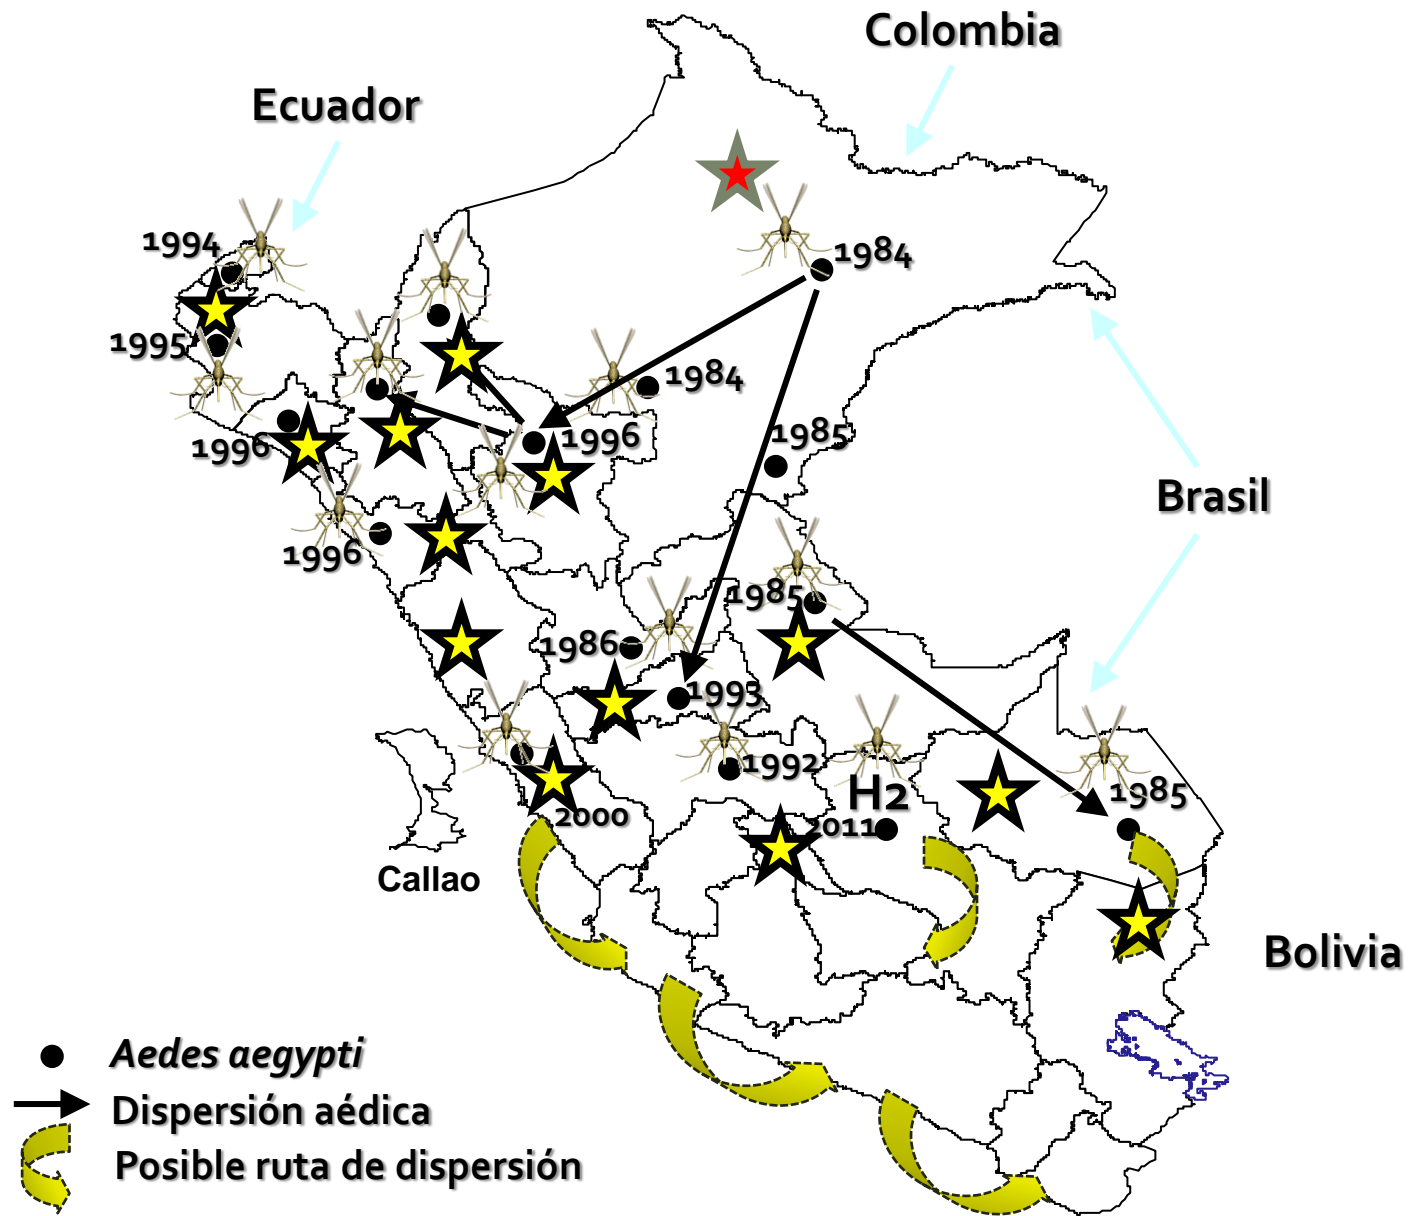 Colombia
Ecuador
1994
1984
1995
1984
1996
1996
1985
1996
Brasil
1985
1986
1993
1992
H2
1985
2000
2011
Callao
Bolivia
Aedes aegypti
Dispersión aédica
Posible ruta de dispersión